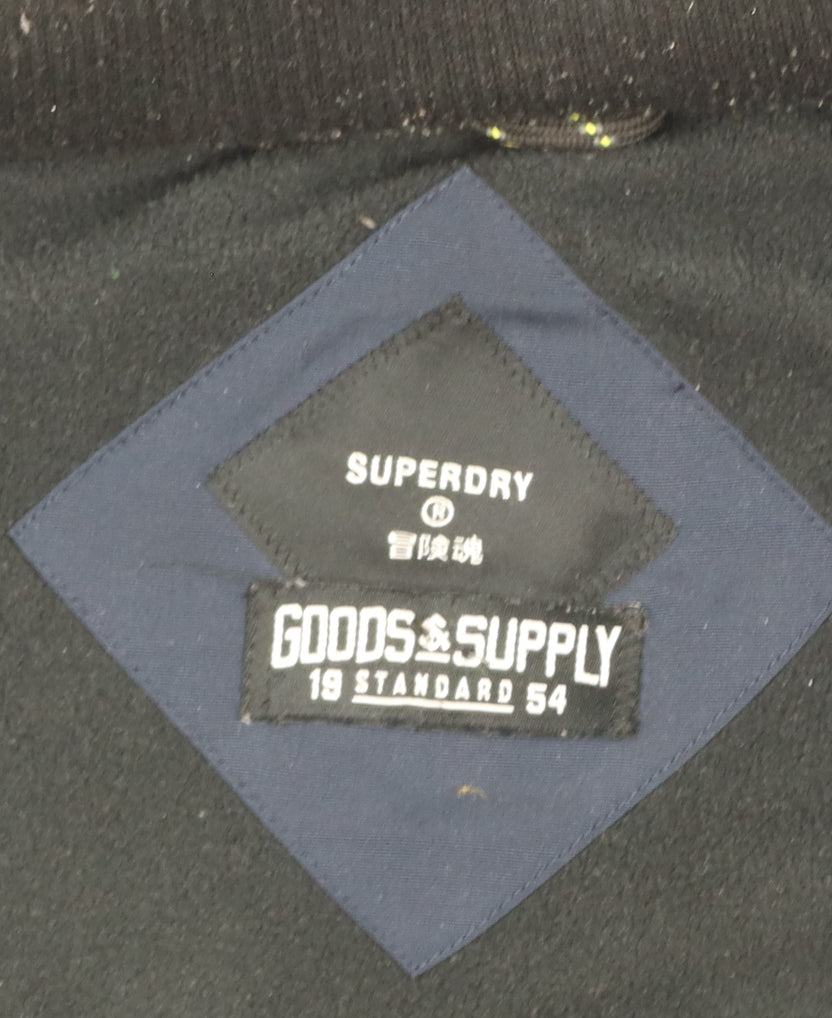 SUPERDRY
®
冒険魂
GOODS & SUPPLY
19 STANDARD 54